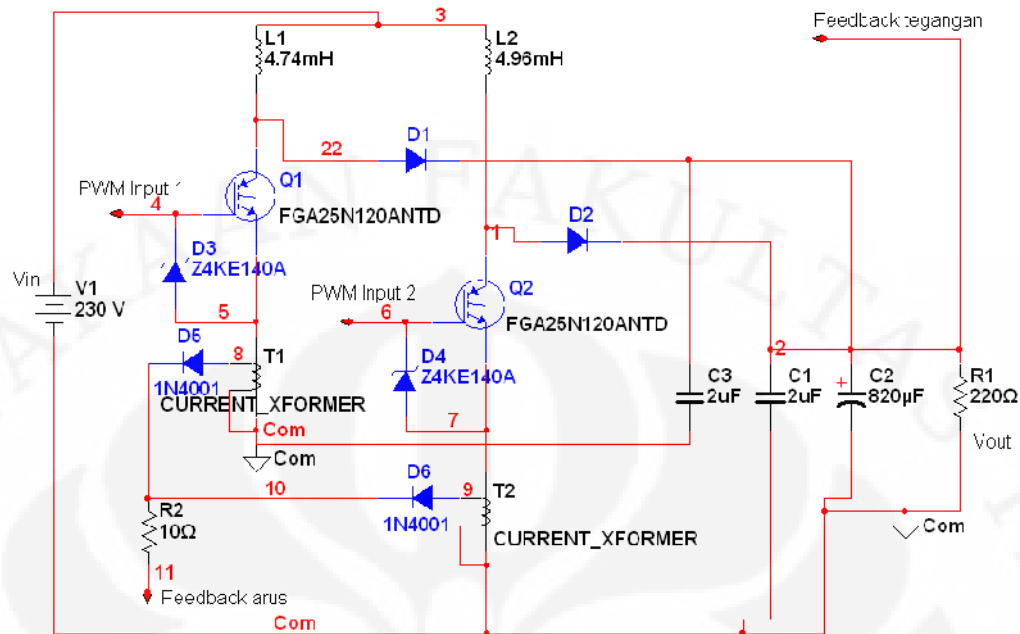 3
Feedback tegangan
L1
4.74mH
L2
4.96mH
22
D1
PWM Input 1
4
Q1
FGA25N120ANTD
D2
1
D3
Z4KE140A
Vin
V1
230 V
PWM Input 2
6
Q2
FGA25N120ANTD
5
D5
8
T1
1N4001
CURRENT_XFORMER
D4
Z4KE140A
2
C3
2uF
C1
2uF
+
C2
820µF
R1
220Ω
7
Com
Com
Vout
D6
10
9
T2
1N4001
CURRENT_XFORMER
R2
10Ω
Com
11
Feedback arus
Com